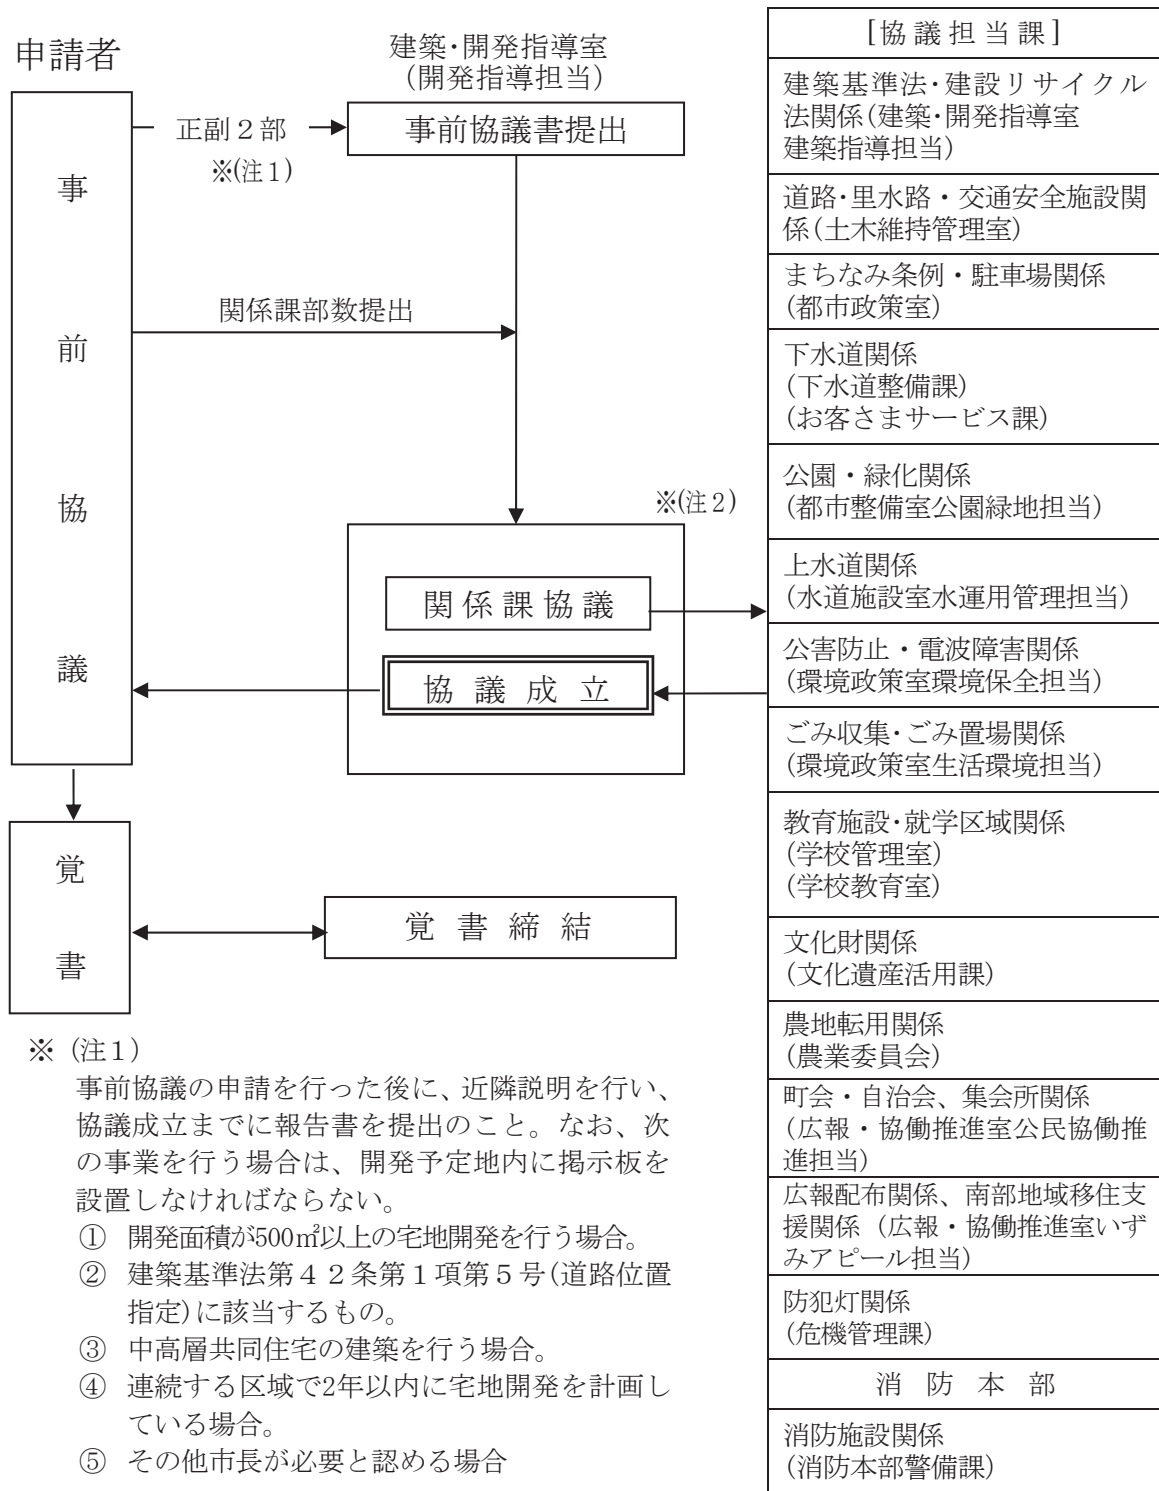 申請者
建築・開発指導室
(開発指導担当)
正副２部
※(注１)
事前協議書提出
事前協議
関係課部数提出
※(注２)
関係課協議
協議成立
覚書
覚書締結
※ (注１)
事前協議の申請を行った後に、近隣説明を行い、
協議成立までに報告書を提出のこと。なお、次
の事業を行う場合は、開発予定地内に掲示板を
設置しなければならない。
① 開発面積が500㎡以上の宅地開発を行う場合。
② 建築基準法第４２条第１項第５号(道路位置
指定)に該当するもの。
③ 中高層共同住宅の建築を行う場合。
④ 連続する区域で2年以内に宅地開発を計画し
ている場合。
⑤ その他市長が必要と認める場合
[協議担当課]
建築基準法・建設リサイクル
法関係(建築・開発指導室
建築指導担当)
道路・里水路・交通安全施設関
係(土木維持管理室)
まちなみ条例・駐車場関係
(都市政策室)
下水道関係
(下水道整備課)
(お客さまサービス課)
公園・緑化関係
(都市整備室公園緑地担当)
上水道関係
(水道施設室水運用管理担当)
公害防止・電波障害関係
(環境政策室環境保全担当)
ごみ収集・ごみ置場関係
(環境政策室生活環境担当)
教育施設・就学区域関係
(学校管理室)
(学校教育室)
文化財関係
(文化遺産活用課)
農地転用関係
(農業委員会)
町会・自治会、集会所関係
(広報・協働推進室公民協働推
進担当)
広報配布関係、南部地域移住支
援関係（広報・協働推進室いず
みアピール担当)
防犯灯関係
(危機管理課)
消防本部
消防施設関係
(消防本部警備課)